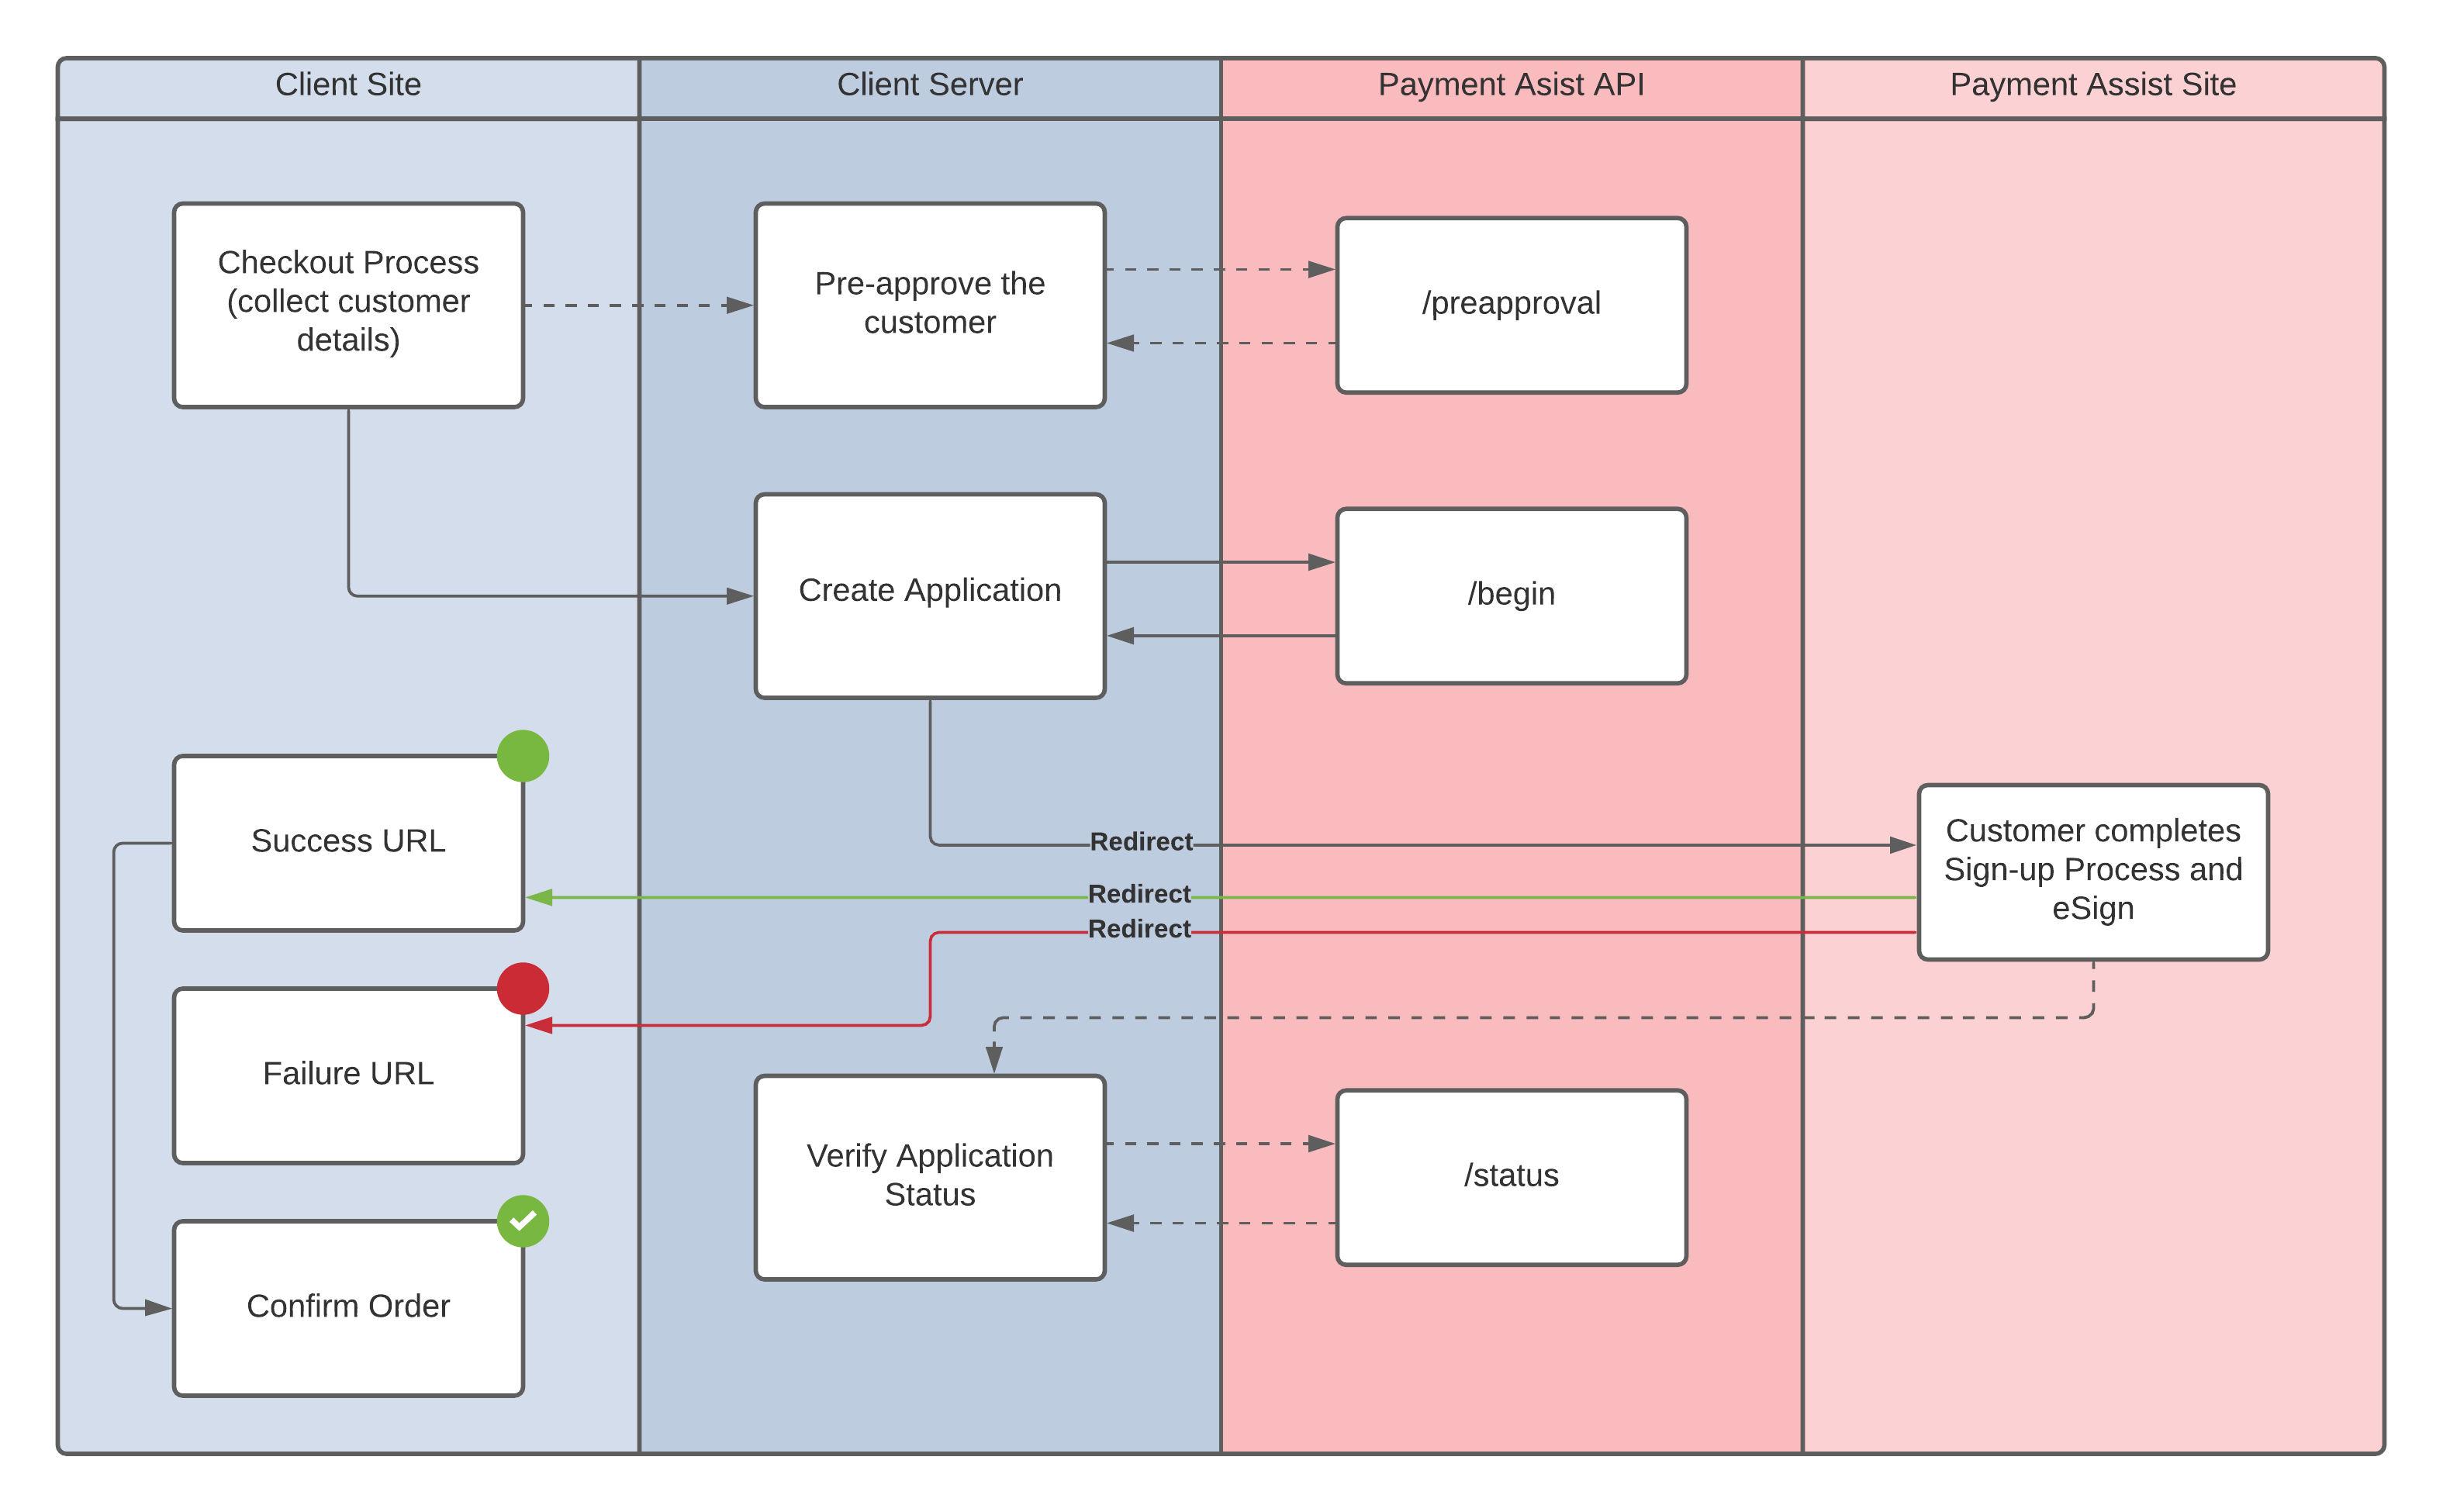 Client Site
Client Server
Payment Asist API
Payment Assist Site
Checkout Process
(collect customer
details)
Pre-approve the
customer
/preapproval
Create Application
/begin
Success URL
Redirect
Redirect
Redirect
Customer completes
Sign-up Process and
eSign
Failure URL
Verify Application
Status
/status
Confirm Order